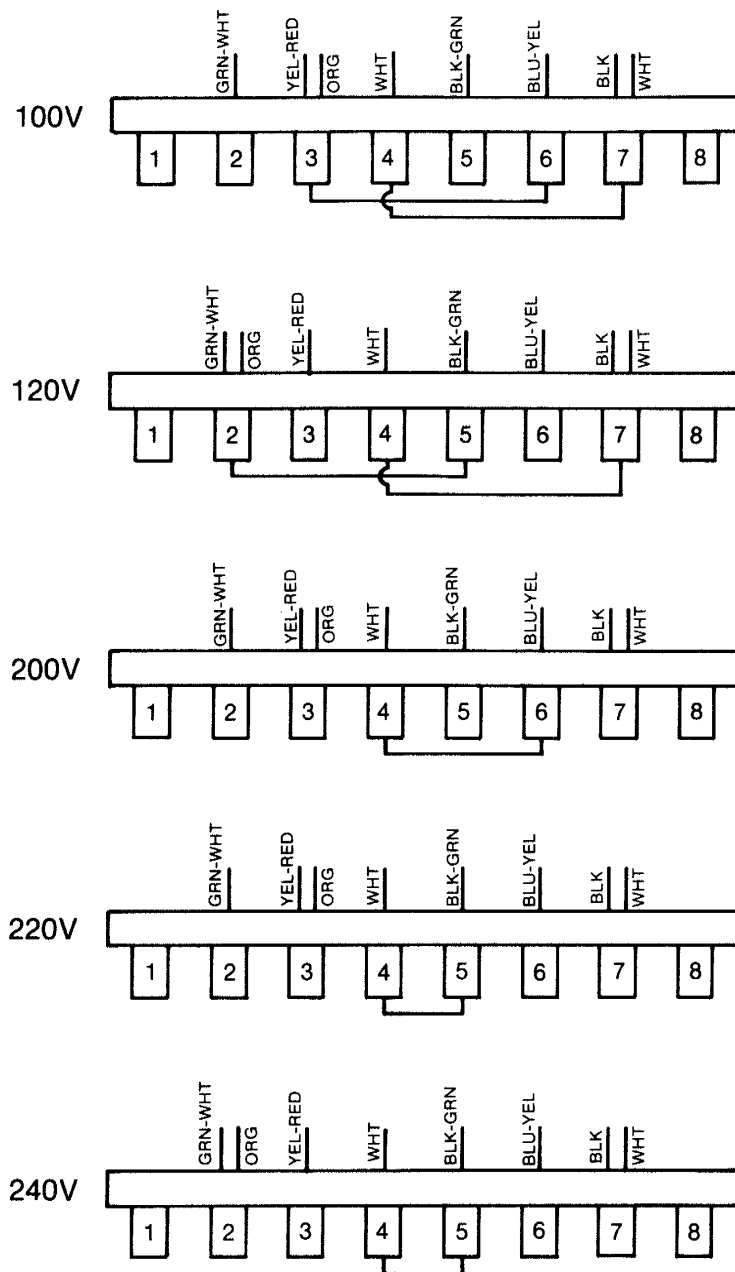 GRN-WHT YEL-RED ORG WHT BLK-GRN BLU-YEL BLK WHT
100V
1 2 3 4 5 6 7 8
GRN-WHT ORG YEL-RED WHT BLK-GRN BLU-YEL BLK WHT
120V
1 2 3 4 5 6 7 8
GRN-WHT YEL-RED ORG WHT BLK-GRN BLU-YEL BLK WHT
200V
1 2 3 4 5 6 7 8
GRN-WHT YEL-RED ORG WHT BLK-GRN BLU-YEL BLK WHT
220V
1 2 3 4 5 6 7 8
GRN-WHT ORG YEL-RED WHT BLK-GRN BLU-YEL BLK WHT
240V
1 2 3 4 5 6 7 8